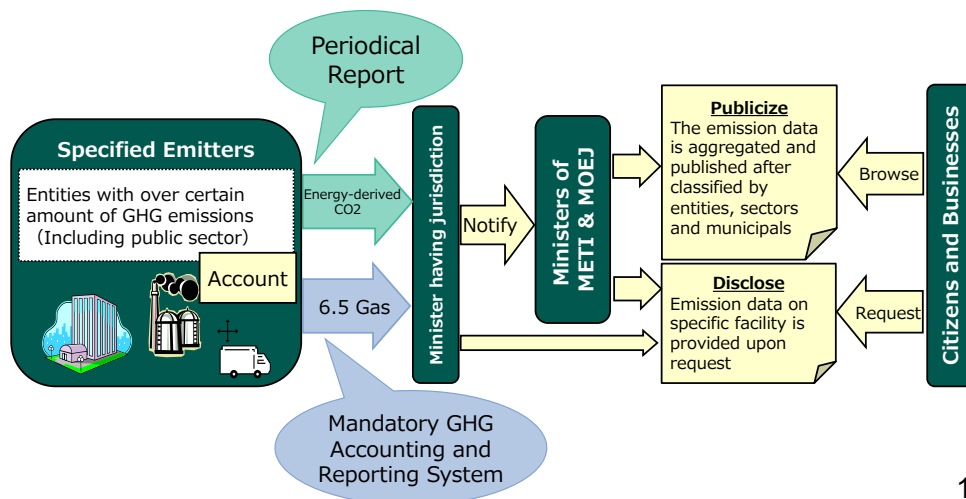 Periodical
Report
Specified Emitters
Entities with over certain
amount of GHG emissions
(Including public sector)
Account
Energy-derived
CO2
6.5 Gas
Mandatory GHG
Accounting and
Reporting System
Minister having jurisdiction
Notify
Ministers of
METI & MOEJ
Publicize
The emission data
is aggregated and
published after
classified by
entities, sectors
and municipals
Disclose
Emission data on
specific facility is
provided upon
request
Browse
Request
Citizens and Businesses
1